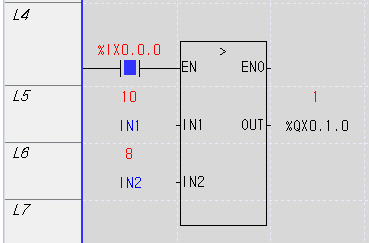 L4
%IX0.0.0
>
EN ENO
L5
10 1
IN1 IN1 OUT %QX0.1.0
L6
8
IN2 IN2
L7